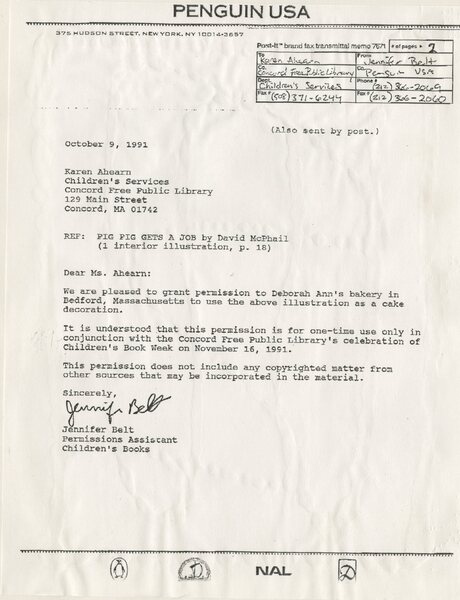 PENGUIN USA
375 HUDSON STREET, NEW YORK, NY 10014-3657
Post-It™ brand fax transmittal memo 7671 # of pages ▸ 2
To Karen Ahearn From Jennifer Belt
Co. Concord Free Public Library Co. Penguin USA
Dept. Children's Services Phone # (212) 366-2069
Fax # (508) 371-6244 Fax # (212) 366-2060
(Also sent by post.)
October 9, 1991
Karen Ahearn
Children's Services
Concord Free Public Library
129 Main Street
Concord, MA 01742
REF: PIG PIG GETS A JOB by David McPhail
(1 interior illustration, p. 18)
Dear Ms. Ahearn:
We are pleased to grant permission to Deborah Ann's bakery in
Bedford, Massachusetts to use the above illustration as a cake
decoration.
It is understood that this permission is for one-time use only in
conjunction with the Concord Free Public Library's celebration of
Children's Book Week on November 16, 1991.
This permission does not include any copyrighted matter from
other sources that may be incorporated in the material.
Sincerely,
Jennifer Belt
Jennifer Belt
Permissions Assistant
Children's Books
NAL